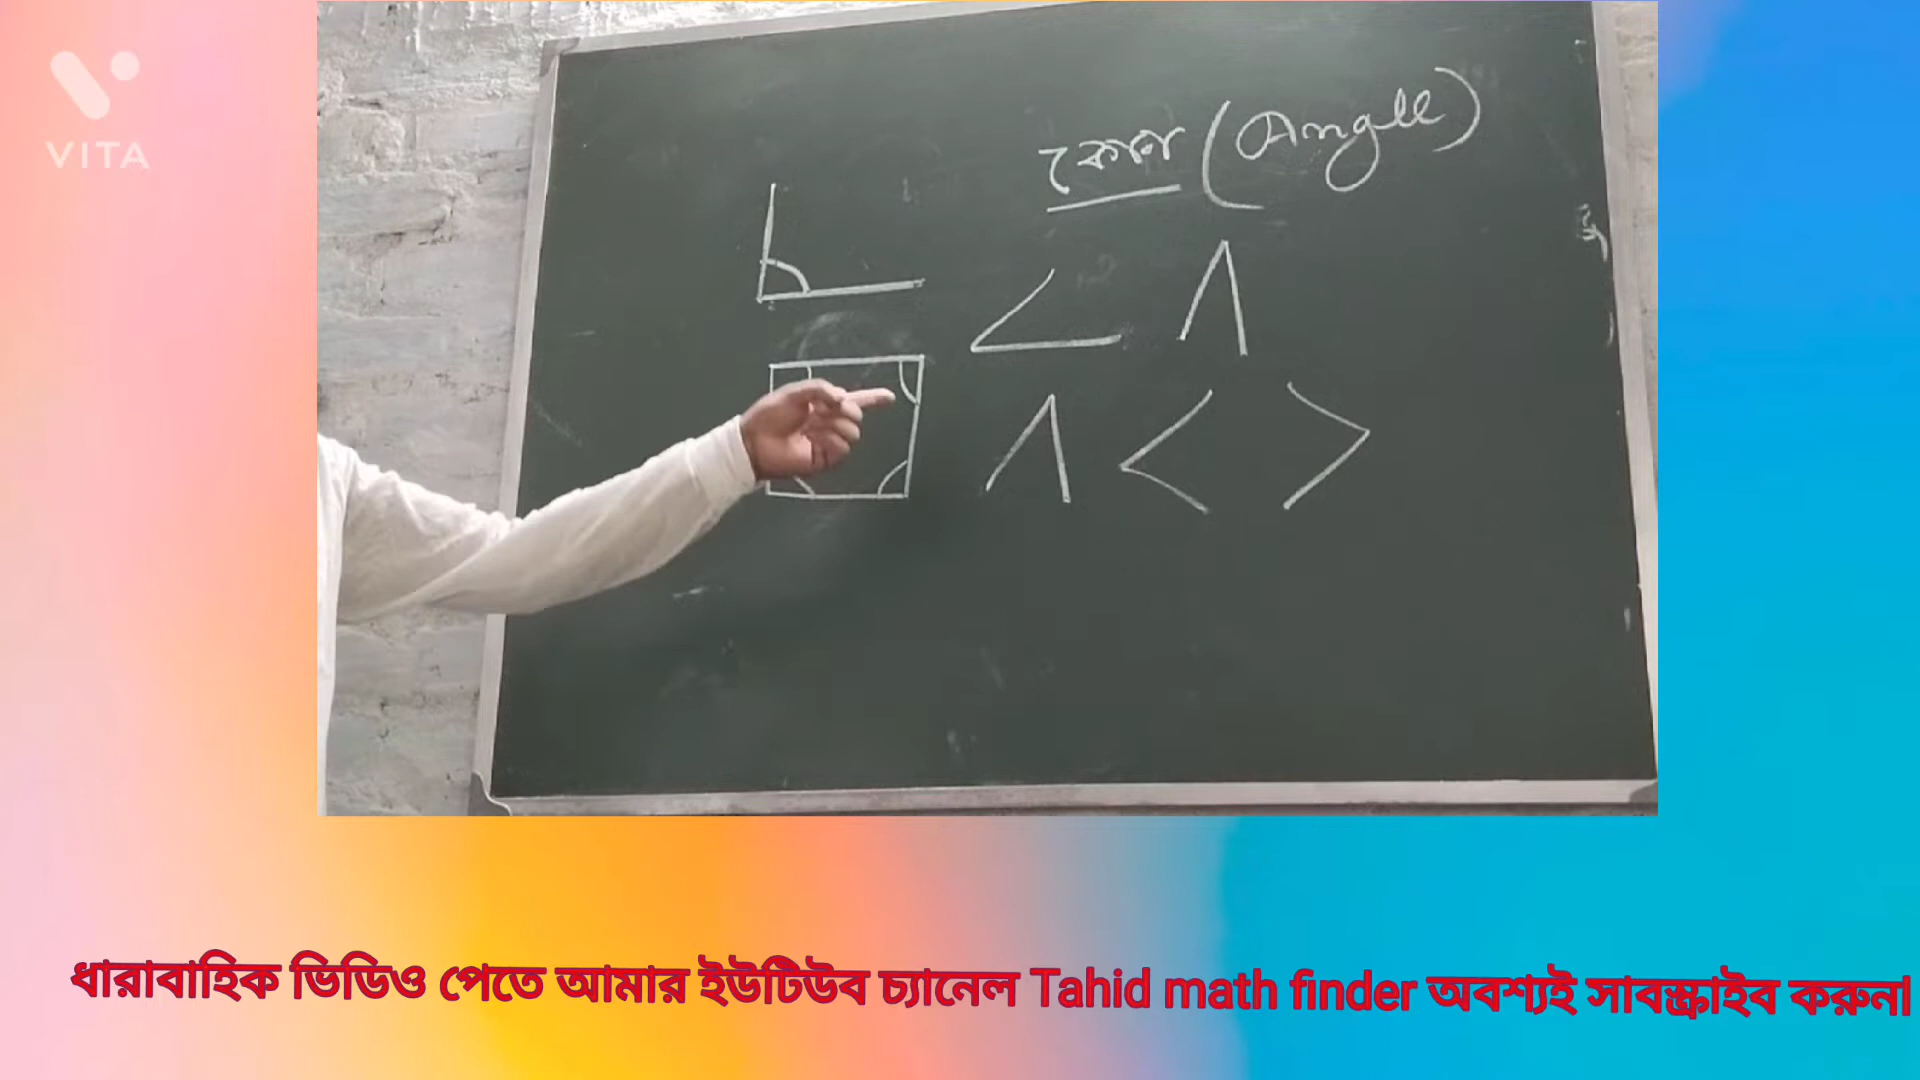 VITA
কোণ (Angle)
ধারাবাহিক ভিডিও পেতে আমার ইউটিউব চ্যানেল Tahid math finder অবশ্যই সাবস্ক্রাইব করুন।